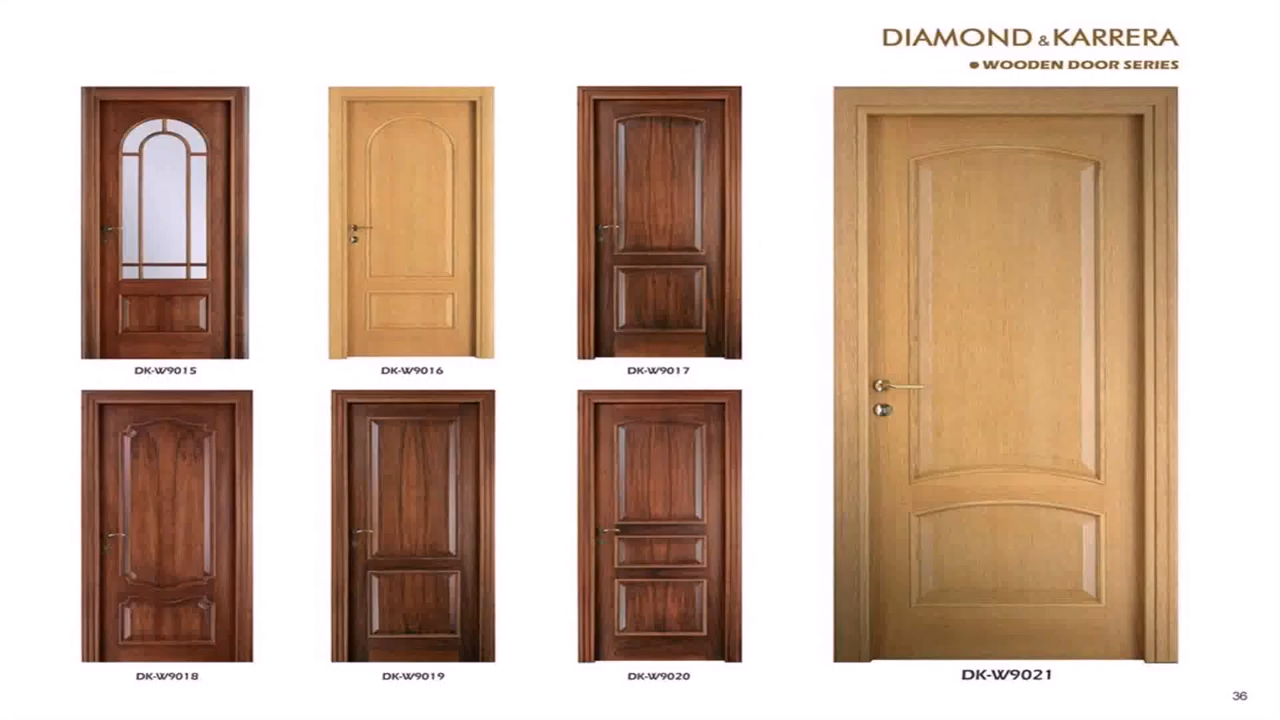 DIAMOND & KARRERA
● WOODEN DOOR SERIES
DK-W9015
DK-W9016
DK-W9017
DK-W9018
DK-W9019
DK-W9020
DK-W9021
36